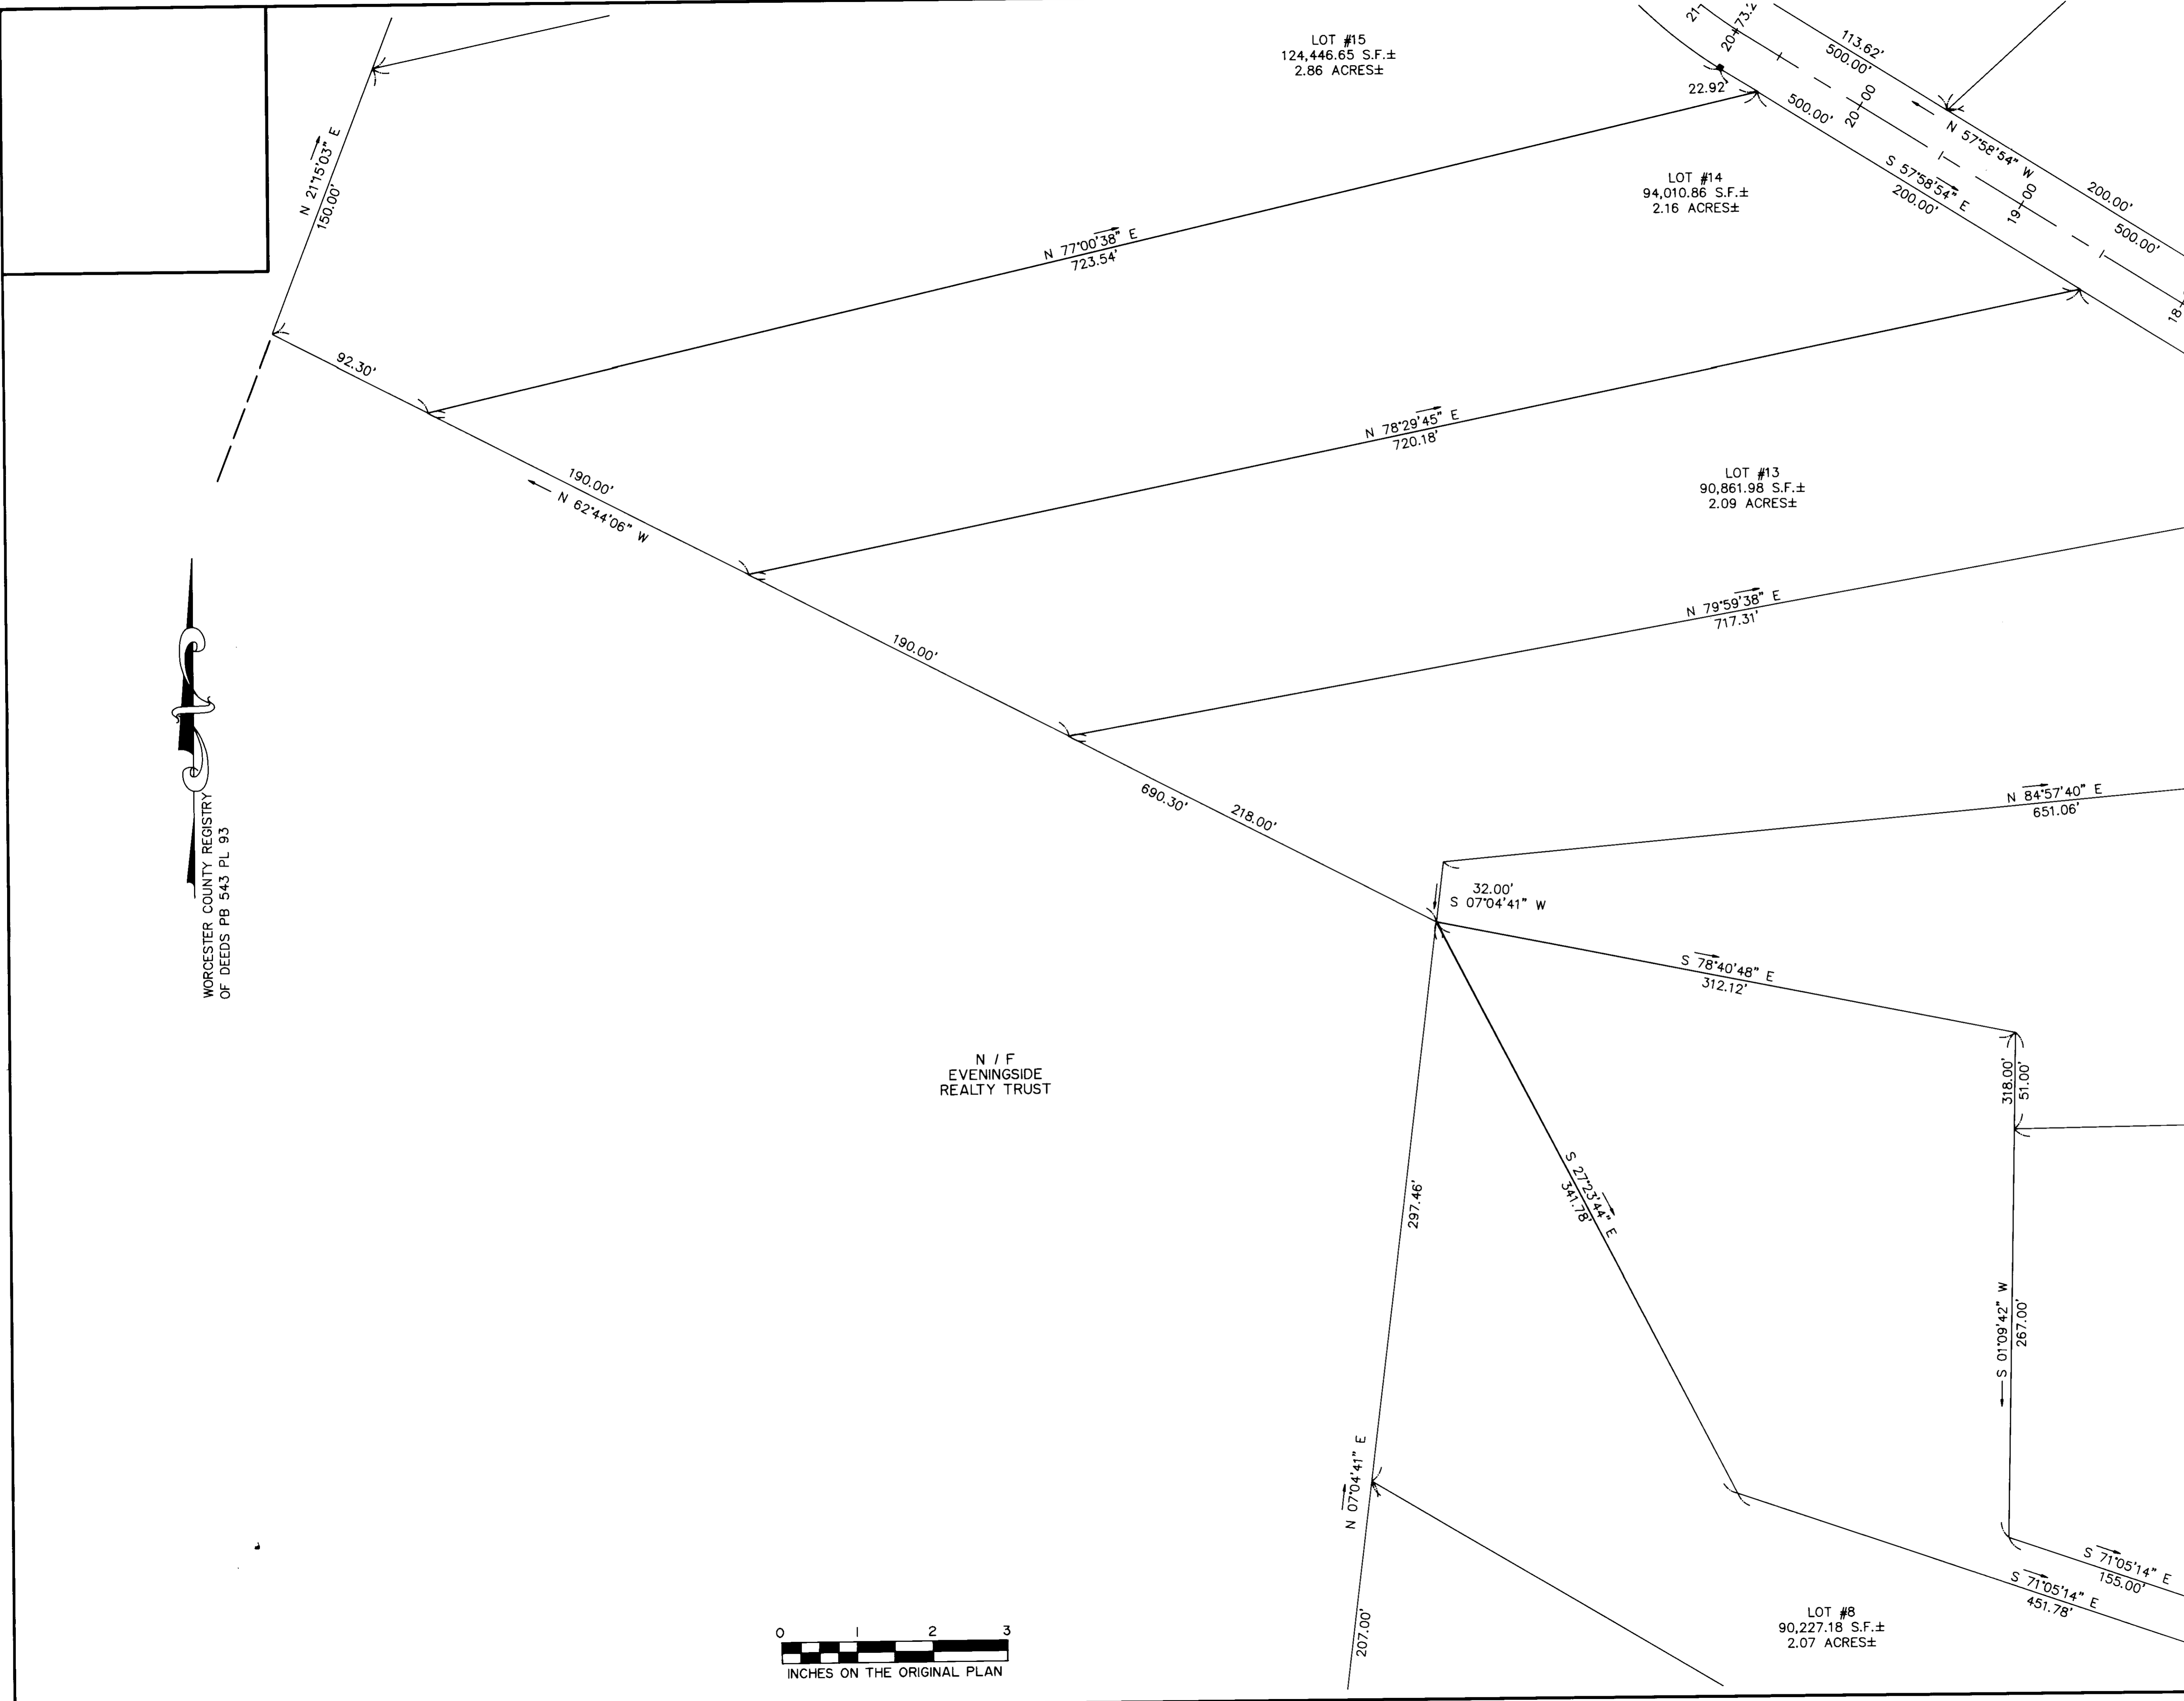 LOT #15
124,446.65 S.F.±
2.86 ACRES±
21
20+73.2
113.62'
500.00'
22.92'
500.00'
20+00
N 57°58'54" W
S 57°58'54" E
200.00'
19+00
200.00'
500.00'
18
N 21°15'03" E
150.00'
LOT #14
94,010.86 S.F.±
2.16 ACRES±
N 77°00'38" E
723.54'
92.30'
N 78°29'45" E
720.18'
190.00'
N 62°44'06" W
LOT #13
90,861.98 S.F.±
2.09 ACRES±
N 79°59'38" E
717.31'
190.00'
690.30'
218.00'
N 84°57'40" E
651.06'
WORCESTER COUNTY REGISTRY
OF DEEDS PB 543 PL 93
32.00'
S 07°04'41" W
S 78°40'48" E
312.12'
N / F
EVENINGSIDE
REALTY TRUST
318.00'
51.00'
297.46'
S 27°23'44" E
341.78'
S 01°09'42" W
267.00'
N 07°04'41" E
207.00'
S 71°05'14" E
155.00'
S 71°05'14" E
451.78'
LOT #8
90,227.18 S.F.±
2.07 ACRES±
0 1 2 3
INCHES ON THE ORIGINAL PLAN